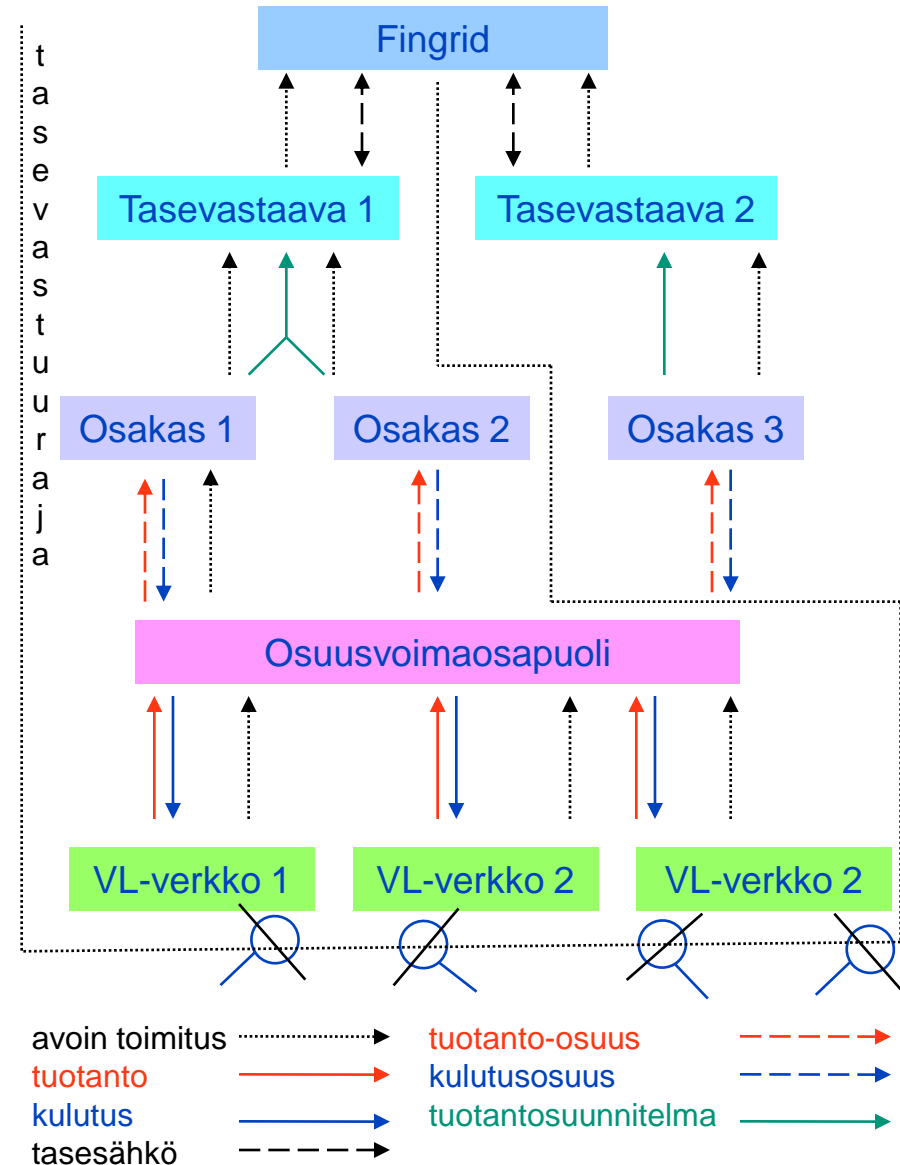 Fingrid
tasevastuuraja
Tasevastaava 1
Tasevastaava 2
Osakas 1
Osakas 2
Osakas 3
Osuusvoimaosapuoli
VL-verkko 1
VL-verkko 2
VL-verkko 2
avoin toimitus
tuotanto
kulutus
tasesähkö
tuotanto-osuus
kulutusosuus
tuotantosuunnitelma